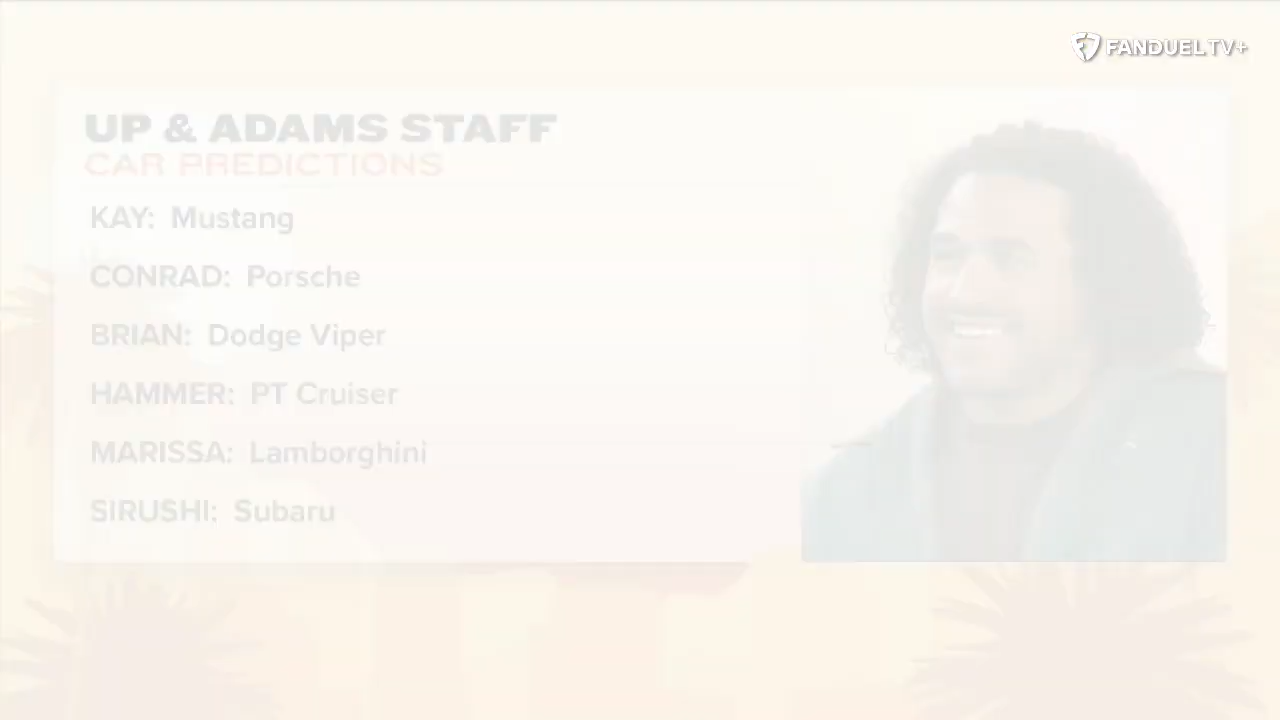 FANDUEL TV+
UP & ADAMS STAFF
CAR PREDICTIONS
KAY: Mustang
CONRAD: Porsche
BRIAN: Dodge Viper
HAMMER: PT Cruiser
MARISSA: Lamborghini
SIRUSHI: Subaru